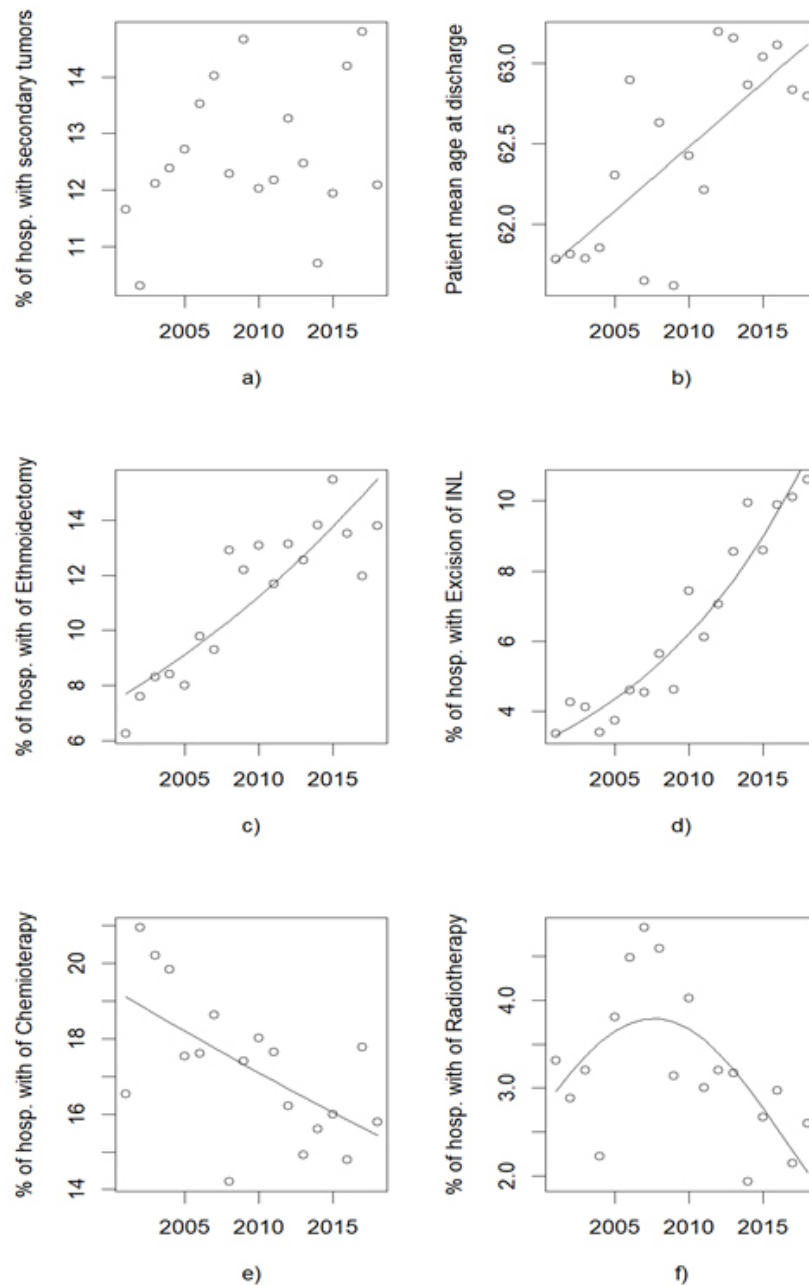 % of hosp. with secondary tumors
14
13
12
11
2005 2010 2015
a)
Patient mean age at discharge
63.0
62.5
62.0
2005 2010 2015
b)
% of hosp. with of Ethmoidectomy
14
12
10
8
6
2005 2010 2015
c)
% of hosp. with Excision of INL
10
8
6
4
2005 2010 2015
d)
% of hosp. with of Chemioterapy
20
18
16
14
2005 2010 2015
e)
% of hosp. with of Radiotherapy
4.0
3.0
2.0
2005 2010 2015
f)